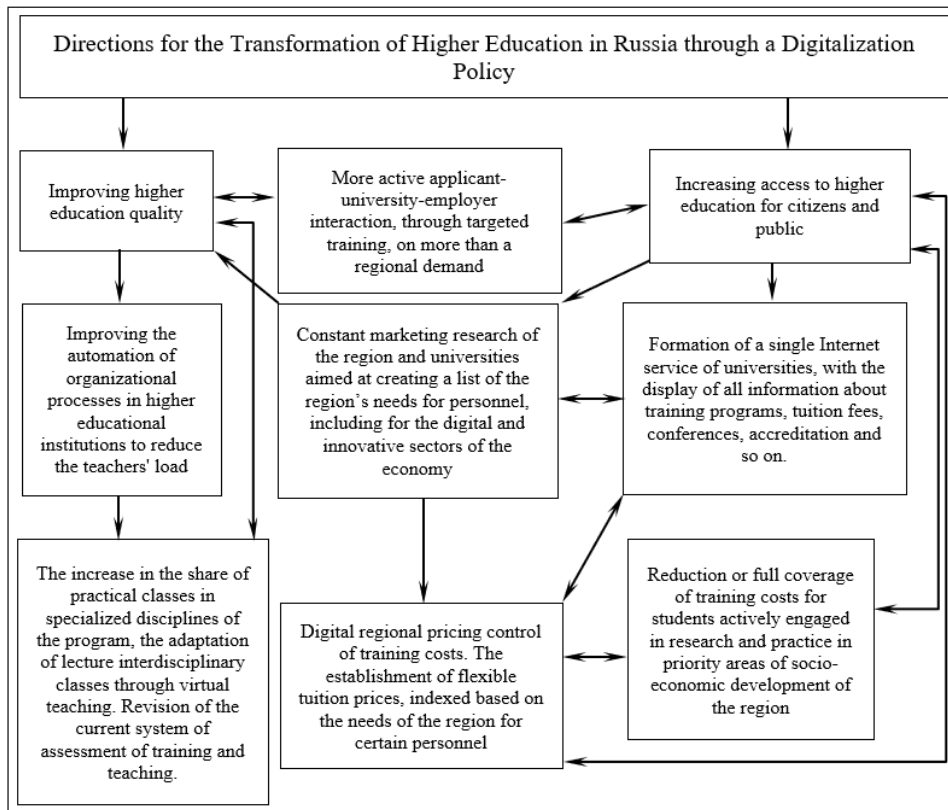 Directions for the Transformation of Higher Education in Russia through a Digitalization
Policy
Improving higher
education quality
More active applicant-
university-employer
interaction, through targeted
training, on more than a
regional demand
Increasing access to higher
education for citizens and
public
Improving the
automation of
organizational
processes in higher
educational
institutions to reduce
the teachers' load
Constant marketing research of
the region and universities
aimed at creating a list of the
region’s needs for personnel,
including for the digital and
innovative sectors of the
economy
Formation of a single Internet
service of universities, with the
display of all information about
training programs, tuition fees,
conferences, accreditation and
so on.
The increase in the share of
practical classes in
specialized disciplines of
the program, the adaptation
of lecture interdisciplinary
classes through virtual
teaching. Revision of the
current system of
assessment of training and
teaching.
Digital regional pricing control
of training costs. The
establishment of flexible
tuition prices, indexed based on
the needs of the region for
certain personnel
Reduction or full coverage
of training costs for
students actively engaged
in research and practice in
priority areas of socio-
economic development of
the region